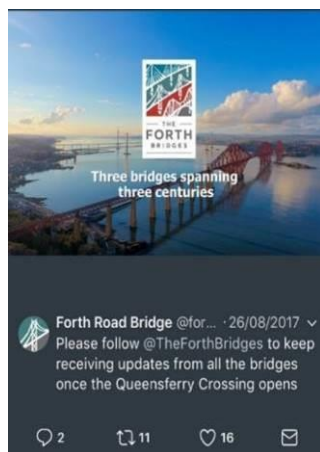 THE
FORTH
BRIDGES
Three bridges spanning
three centuries
Forth Road Bridge @for... · 26/08/2017
Please follow @TheForthBridges to keep
receiving updates from all the bridges
once the Queensferry Crossing opens
2 11 16